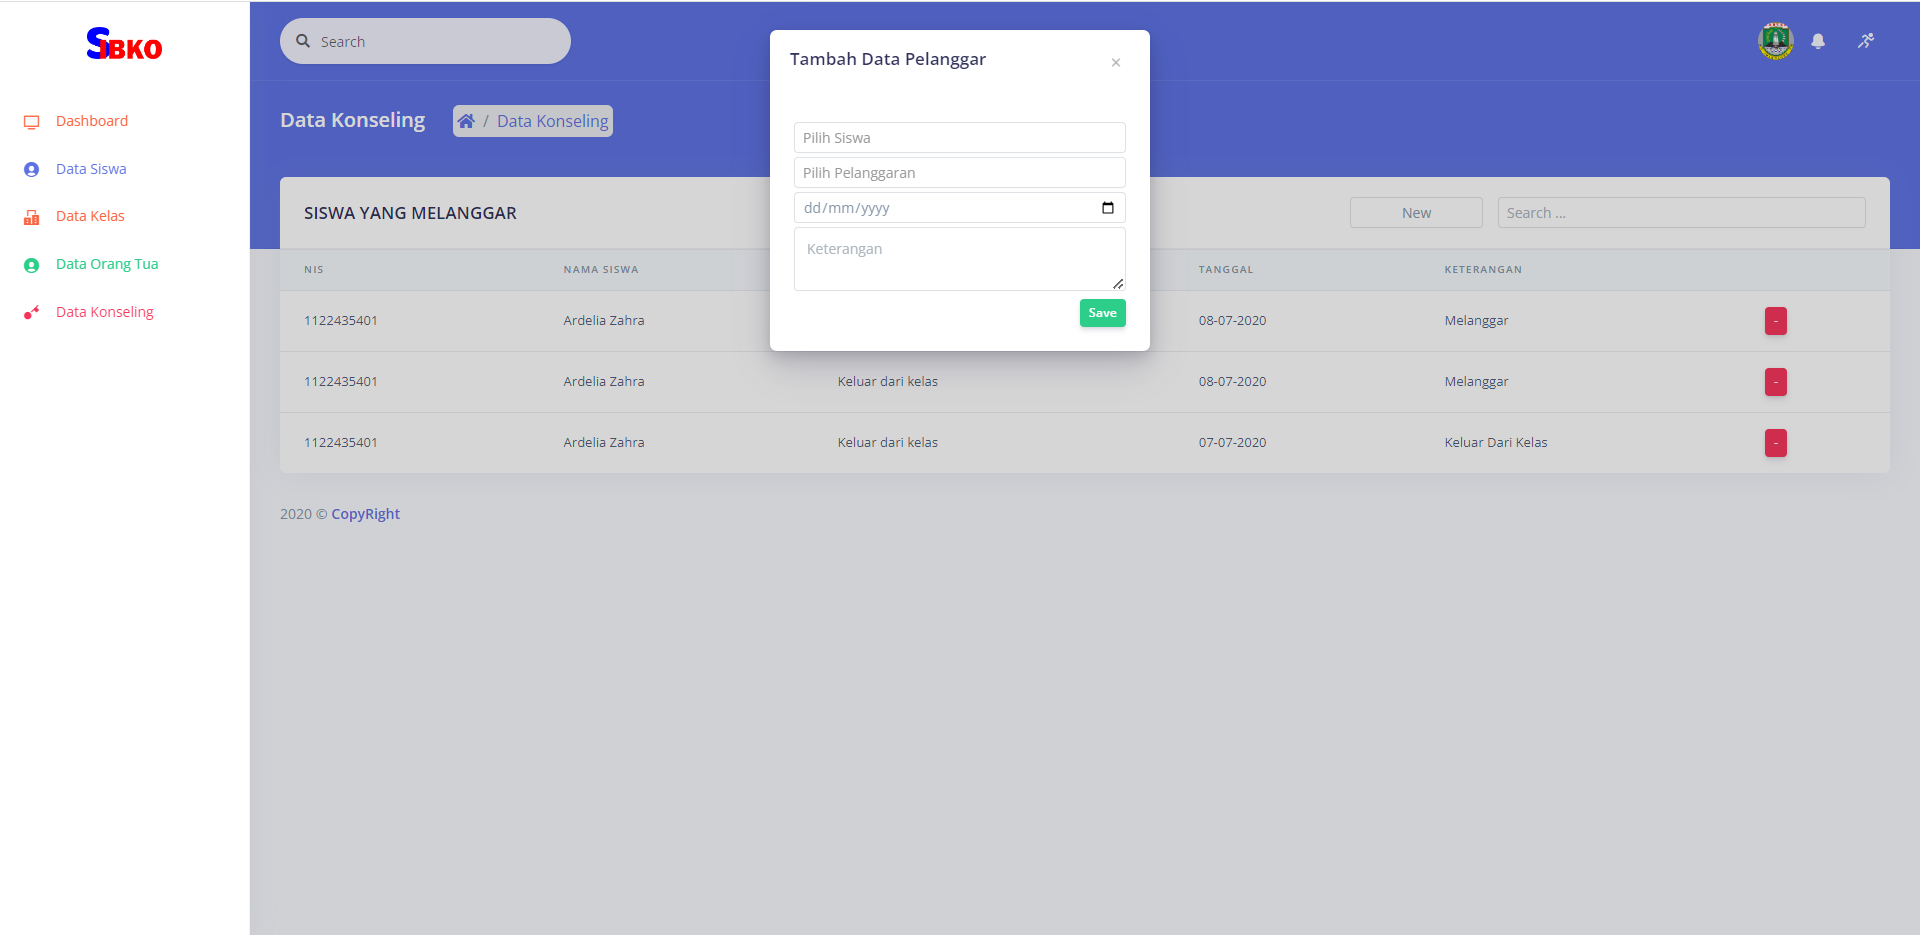 SIBKO
Dashboard
Data Siswa
Data Kelas
Data Orang Tua
Data Konseling
Search
Data Konseling
/ Data Konseling
SISWA YANG MELANGGAR
New
Search ...
NIS NAMA SISWA TANGGAL KETERANGAN
1122435401 Ardelia Zahra 08-07-2020 Melanggar -
1122435401 Ardelia Zahra Keluar dari kelas 08-07-2020 Melanggar -
1122435401 Ardelia Zahra Keluar dari kelas 07-07-2020 Keluar Dari Kelas -
2020 © CopyRight
Tambah Data Pelanggar ×
Pilih Siswa
Pilih Pelanggaran
dd/mm/yyyy
Keterangan
Save